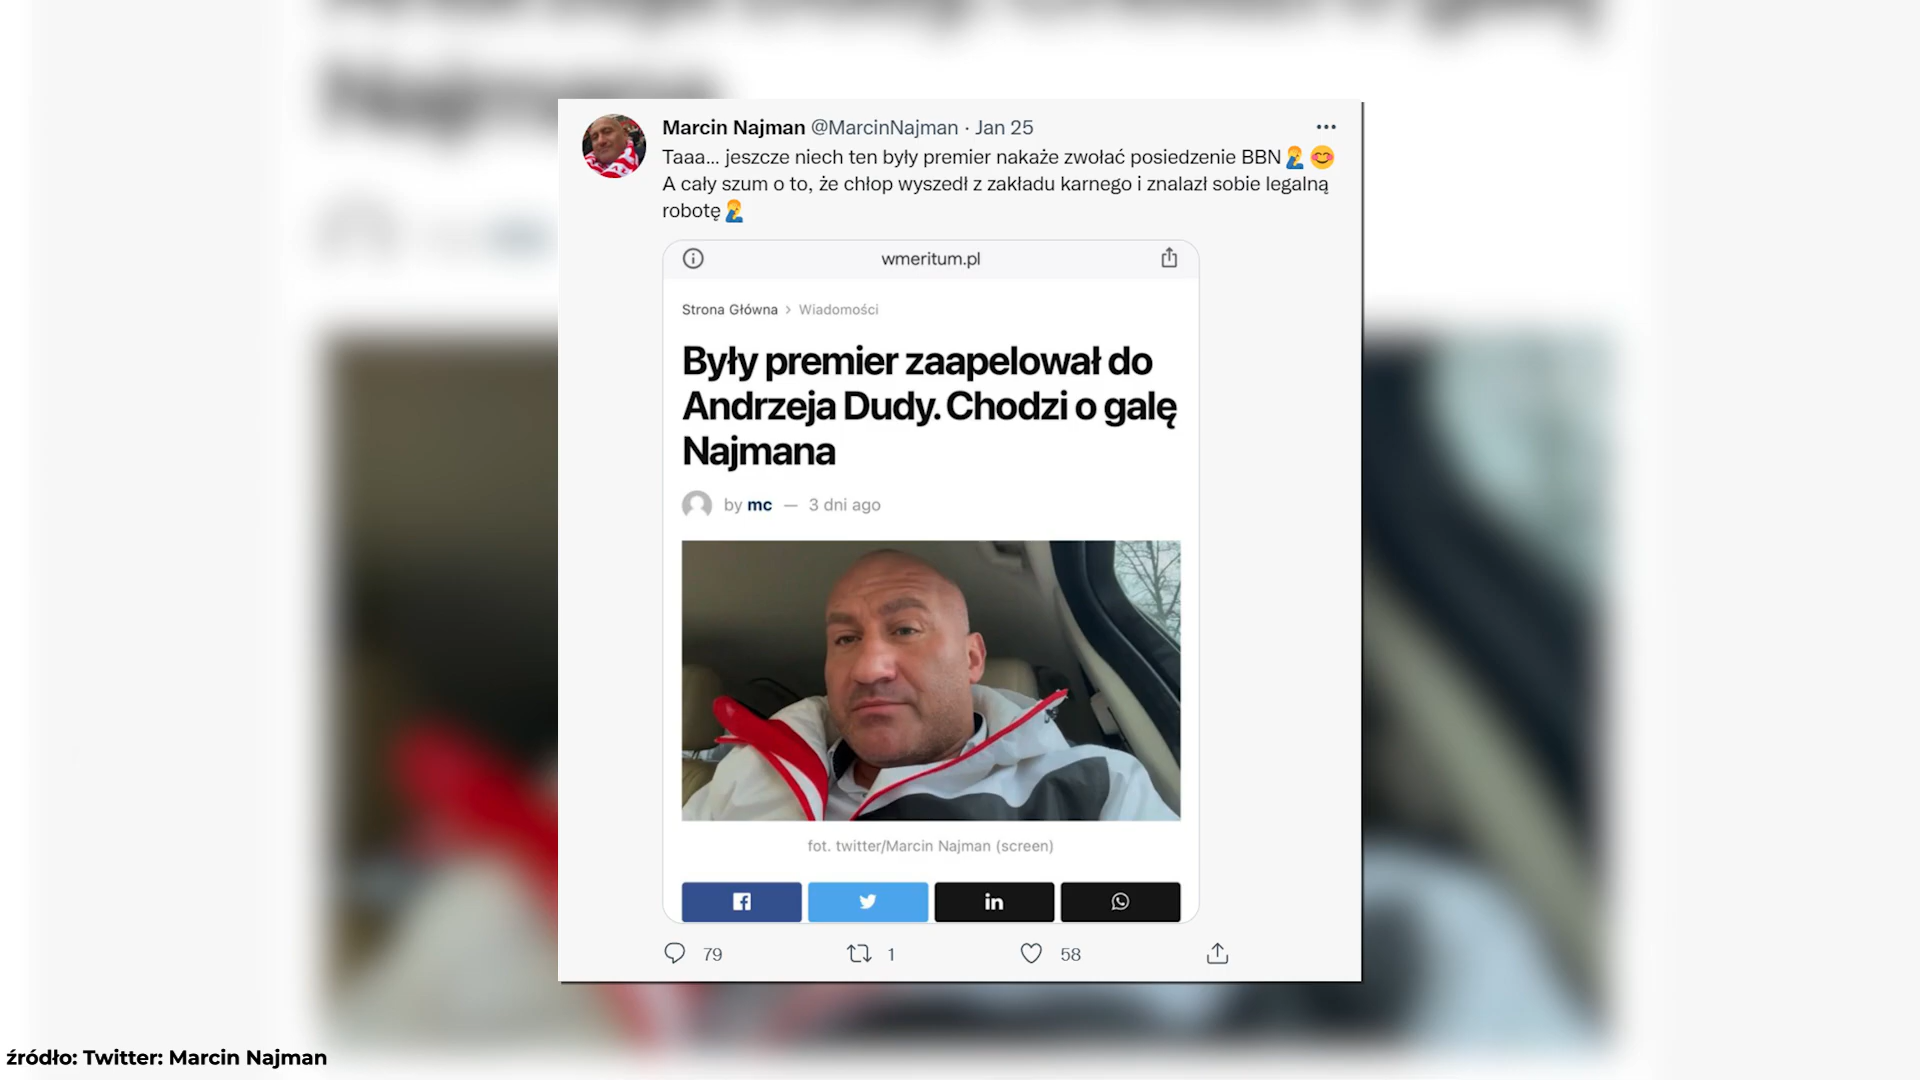 Marcin Najman @MarcinNajman · Jan 25
Taaa... jeszcze niech ten były premier nakaże zwołać posiedzenie BBN🤦‍♂️😊
A cały szum o to, że chłop wyszedł z zakładu karnego i znalazł sobie legalną
robotę🤦‍♂️
wmeritum.pl
Strona Główna > Wiadomości
Były premier zaapelował do
Andrzeja Dudy. Chodzi o galę
Najmana
by mc — 3 dni ago
fot. twitter/Marcin Najman (screen)
79 1 58
źródło: Twitter: Marcin Najman